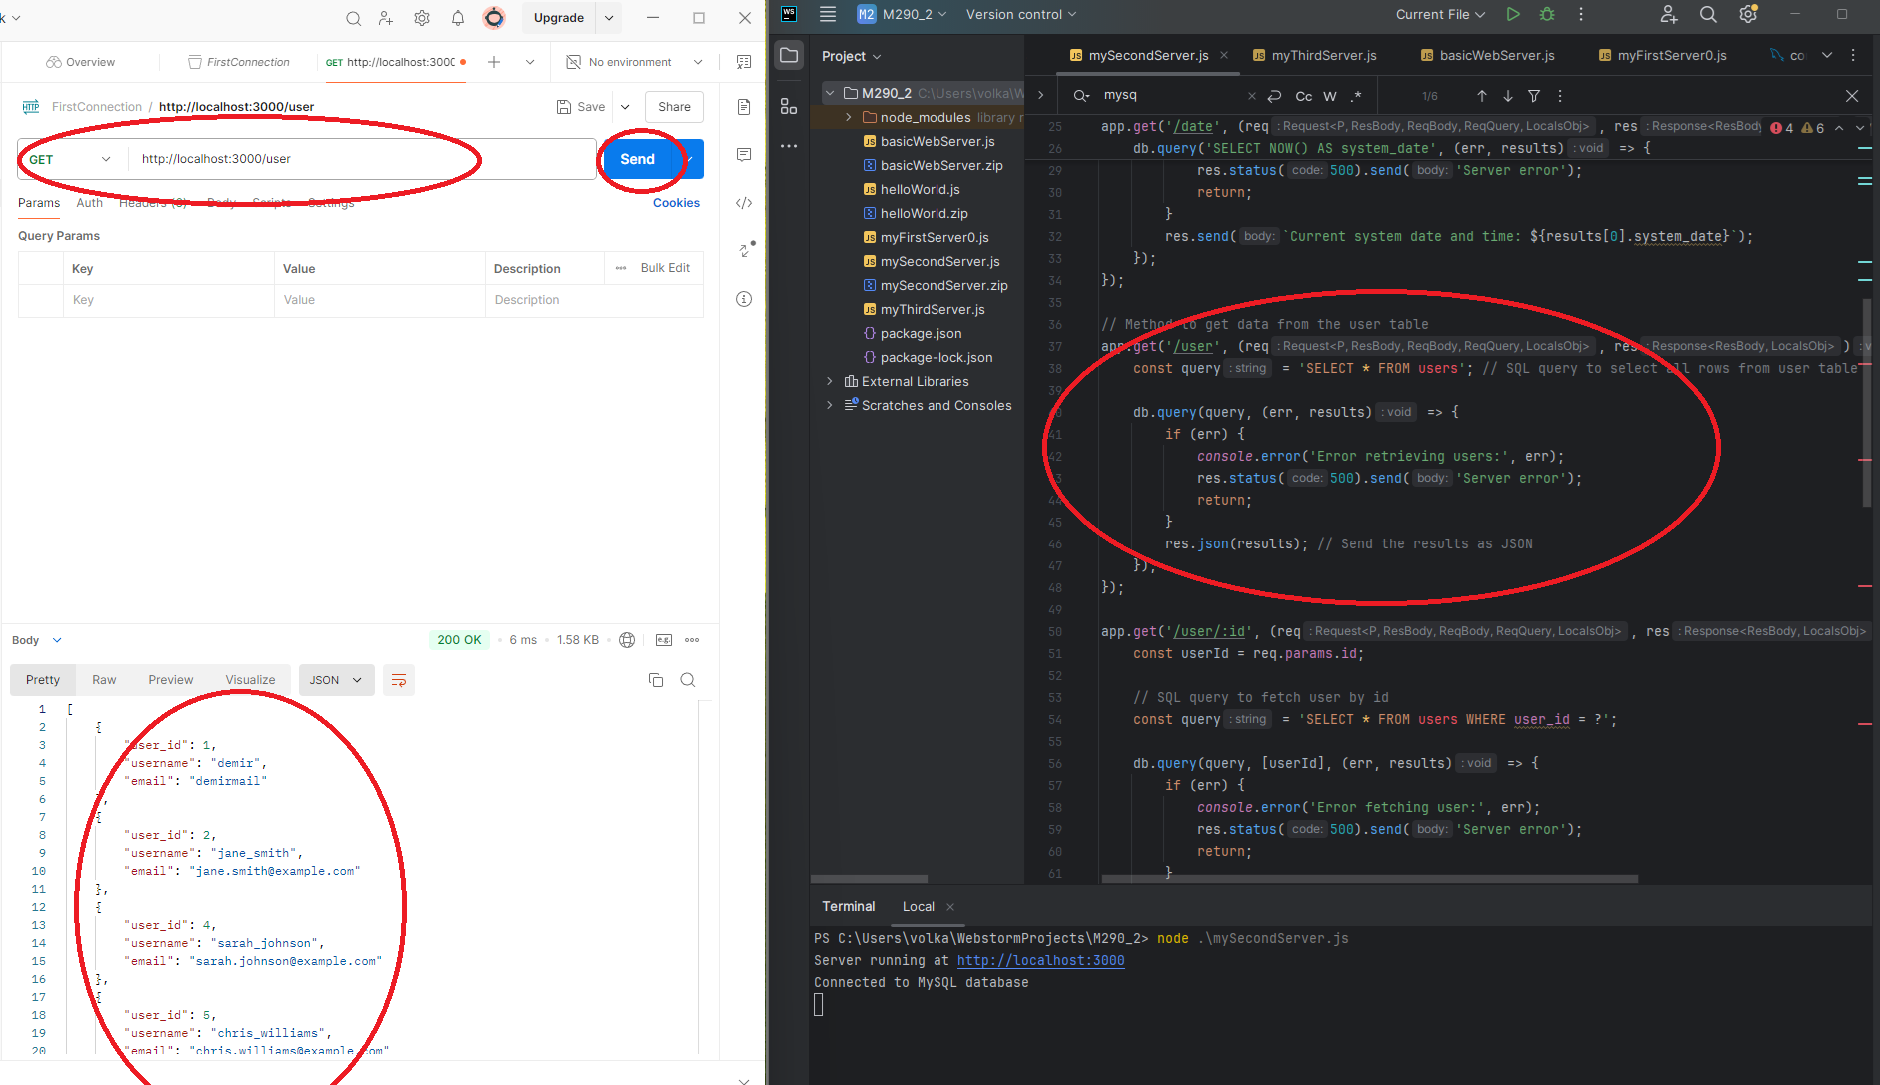 k
Upgrade
Overview
FirstConnection
GET http://localhost:3000
No environment
HTTP
FirstConnection / http://localhost:3000/user
Save
Share
GET
http://localhost:3000/user
Send
Params
Auth
Headers (6)
Body
Scripts
Settings
Cookies
Query Params
Key
Value
Description
Bulk Edit
Key
Value
Description
Body
200 OK
6 ms
1.58 KB
e.g.
Pretty
Raw
Preview
Visualize
JSON
1 [
2 {
3 "user_id": 1,
4 "username": "demir",
5 "email": "demirmail"
6 },
7 {
8 "user_id": 2,
9 "username": "jane_smith",
10 "email": "jane.smith@example.com"
11 },
12 {
13 "user_id": 4,
14 "username": "sarah_johnson",
15 "email": "sarah.johnson@example.com"
16 },
17 {
18 "user_id": 5,
19 "username": "chris_williams",
20 "email": "chris.williams@example.com"
WS
M2 M290_2
Version control
Current File
Project
mySecondServer.js
myThirdServer.js
basicWebServer.js
myFirstServer0.js
co
mysq
Cc
W
.*
1/6
M290_2 C:\Users\volka\W
node_modules library r
basicWebServer.js
basicWebServer.zip
helloWorld.js
helloWorld.zip
myFirstServer0.js
mySecondServer.js
mySecondServer.zip
myThirdServer.js
package.json
package-lock.json
External Libraries
Scratches and Consoles
4
6
25 app.get('/date', (req :Request<P, ResBody, ReqBody, ReqQuery, LocalsObj> , res :Response<ResBody
26 db.query('SELECT NOW() AS system_date', (err, results) :void => {
29 res.status( code: 500).send( body: 'Server error');
30 return;
31 }
32 res.send( body: `Current system date and time: ${results[0].system_date}`);
33 });
34 });
35
36 // Method to get data from the user table
37 app.get('/user', (req :Request<P, ResBody, ReqBody, ReqQuery, LocalsObj> , res :Response<ResBody, LocalsObj> ) :v
38 const query :string = 'SELECT * FROM users'; // SQL query to select all rows from user table
39
40 db.query(query, (err, results) :void => {
41 if (err) {
42 console.error('Error retrieving users:', err);
43 res.status( code: 500).send( body: 'Server error');
44 return;
45 }
46 res.json(results); // Send the results as JSON
47 });
48 });
49
50 app.get('/user/:id', (req :Request<P, ResBody, ReqBody, ReqQuery, LocalsObj> , res :Response<ResBody, LocalsObj>
51 const userId = req.params.id;
52
53 // SQL query to fetch user by id
54 const query :string = 'SELECT * FROM users WHERE user_id = ?';
55
56 db.query(query, [userId], (err, results) :void => {
57 if (err) {
58 console.error('Error fetching user:', err);
59 res.status( code: 500).send( body: 'Server error');
60 return;
61 }
Terminal
Local
PS C:\Users\volka\WebstormProjects\M290_2> node .\mySecondServer.js
Server running at http://localhost:3000
Connected to MySQL database